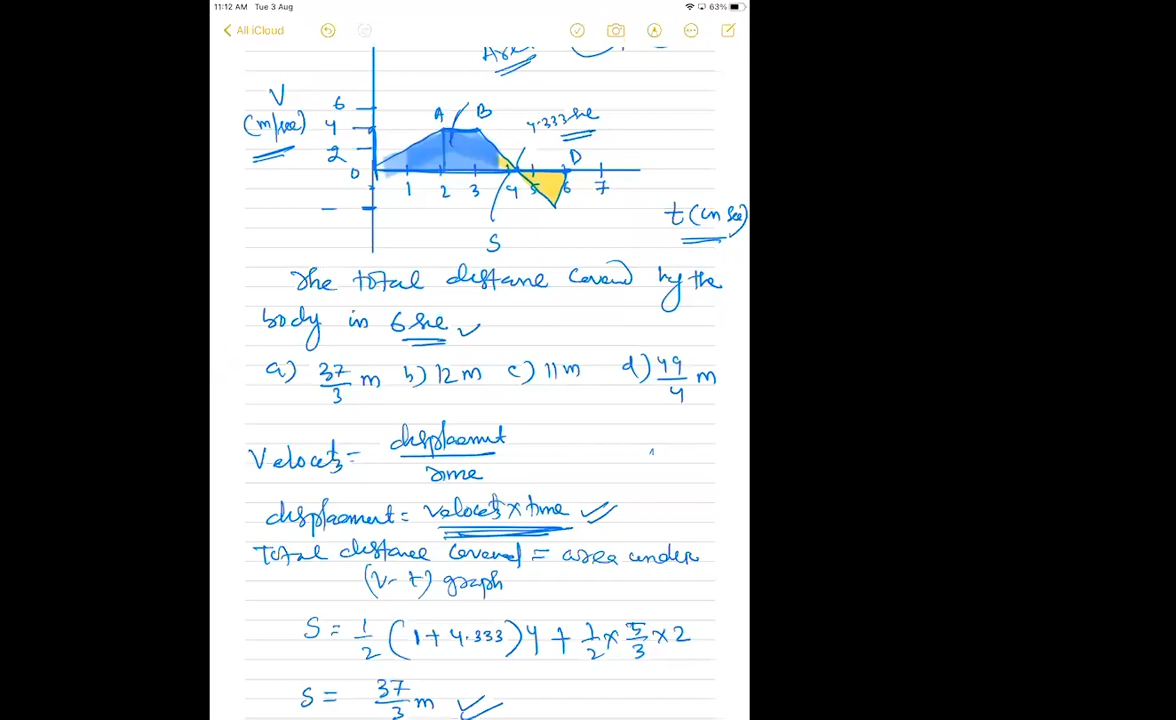 11:12 AM Tue 3 Aug
63%
All iCloud
Are
V
(m/sec)
6
4
2
0
A
B
4.333 sec
D
1 2 3 4 5 6 7
S
t (in sec)
The total distance covered by the
body in 6 sec
a) 37/3 m b) 12 m c) 11 m d) 49/4 m
Velocity = displacement / time
displacement = velocity x time
Total distance covered = area under
(v-t) graph
S = 1/2 (1 + 4.333) 4 + 1/2 x 5/3 x 2
S = 37/3 m